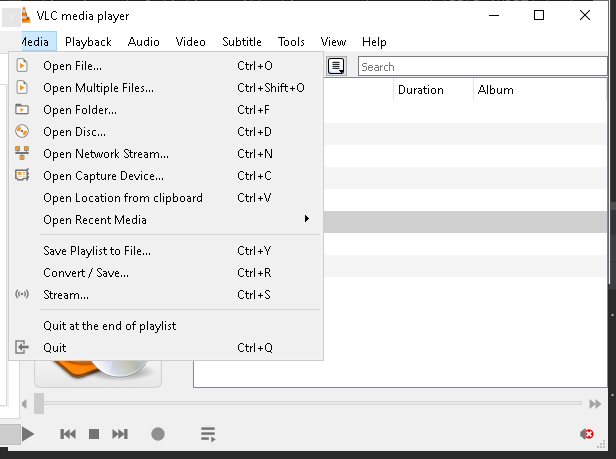 VLC media player
Media Playback Audio Video Subtitle Tools View Help
Open File... Ctrl+O
Open Multiple Files... Ctrl+Shift+O
Open Folder... Ctrl+F
Open Disc... Ctrl+D
Open Network Stream... Ctrl+N
Open Capture Device... Ctrl+C
Open Location from clipboard Ctrl+V
Open Recent Media
Save Playlist to File... Ctrl+Y
Convert / Save... Ctrl+R
Stream... Ctrl+S
Quit at the end of playlist
Quit Ctrl+Q
Search
Duration Album